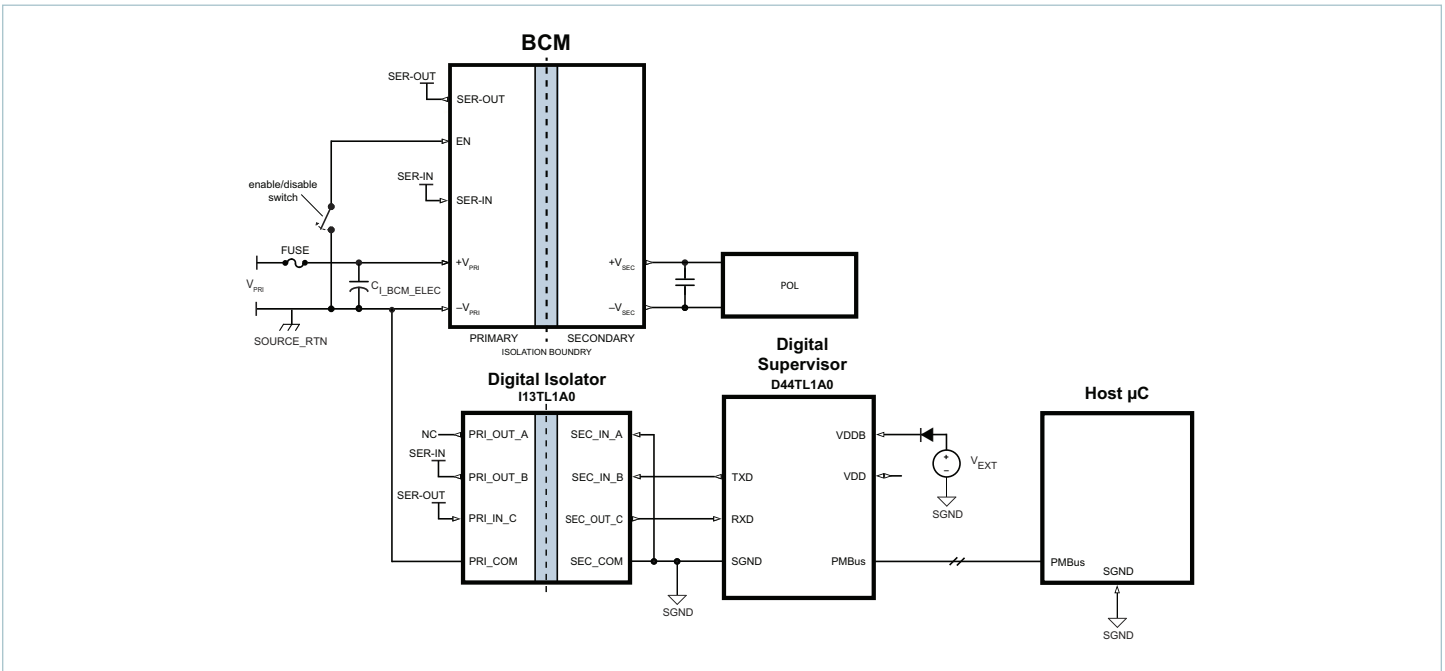 BCM
SER-OUT
SER-OUT
EN
SER-IN
SER-IN
enable/disable
switch
FUSE
+VPRI
+VSEC
VPRI
CI_BCM_ELEC
POL
–VPRI
–VSEC
SOURCE_RTN
PRIMARY
SECONDARY
ISOLATION BOUNDRY
Digital
Supervisor
D44TL1A0
Digital Isolator
I13TL1A0
Host µC
NC
PRI_OUT_A
SEC_IN_A
VDDB
SER-IN
PRI_OUT_B
SEC_IN_B
TXD
VDD
+
–
VEXT
SGND
SER-OUT
PRI_IN_C
SEC_OUT_C
RXD
PRI_COM
SEC_COM
SGND
PMBus
PMBus
SGND
SGND
SGND